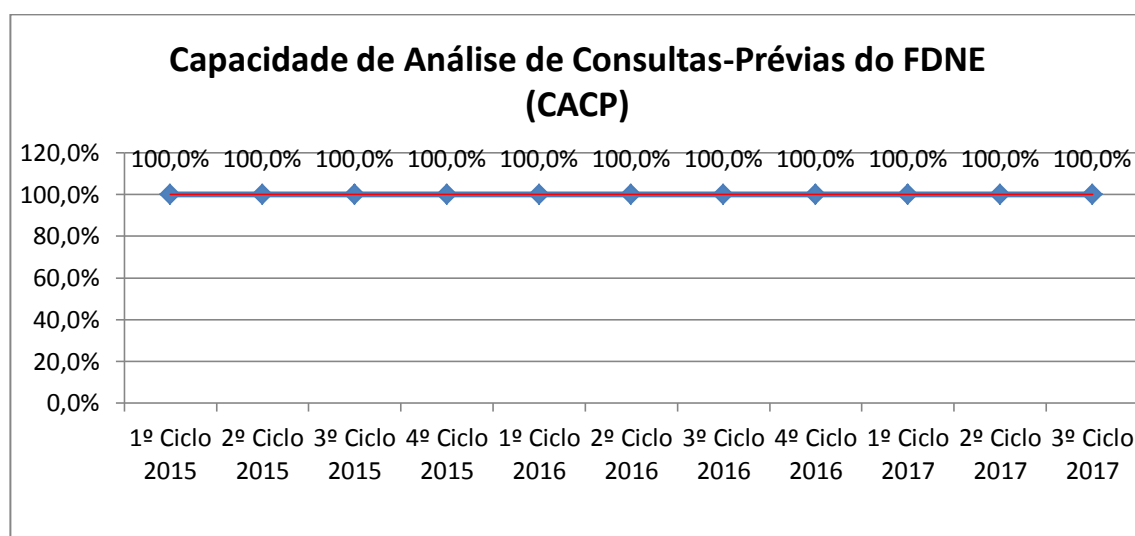 Capacidade de Análise de Consultas-Prévias do FDNE
(CACP)
120,0%
100,0%
80,0%
60,0%
40,0%
20,0%
0,0%
100,0% 100,0% 100,0% 100,0% 100,0% 100,0% 100,0% 100,0% 100,0% 100,0% 100,0%
1º Ciclo 2º Ciclo 3º Ciclo 4º Ciclo 1º Ciclo 2º Ciclo 3º Ciclo 4º Ciclo 1º Ciclo 2º Ciclo 3º Ciclo
2015 2015 2015 2015 2016 2016 2016 2016 2017 2017 2017